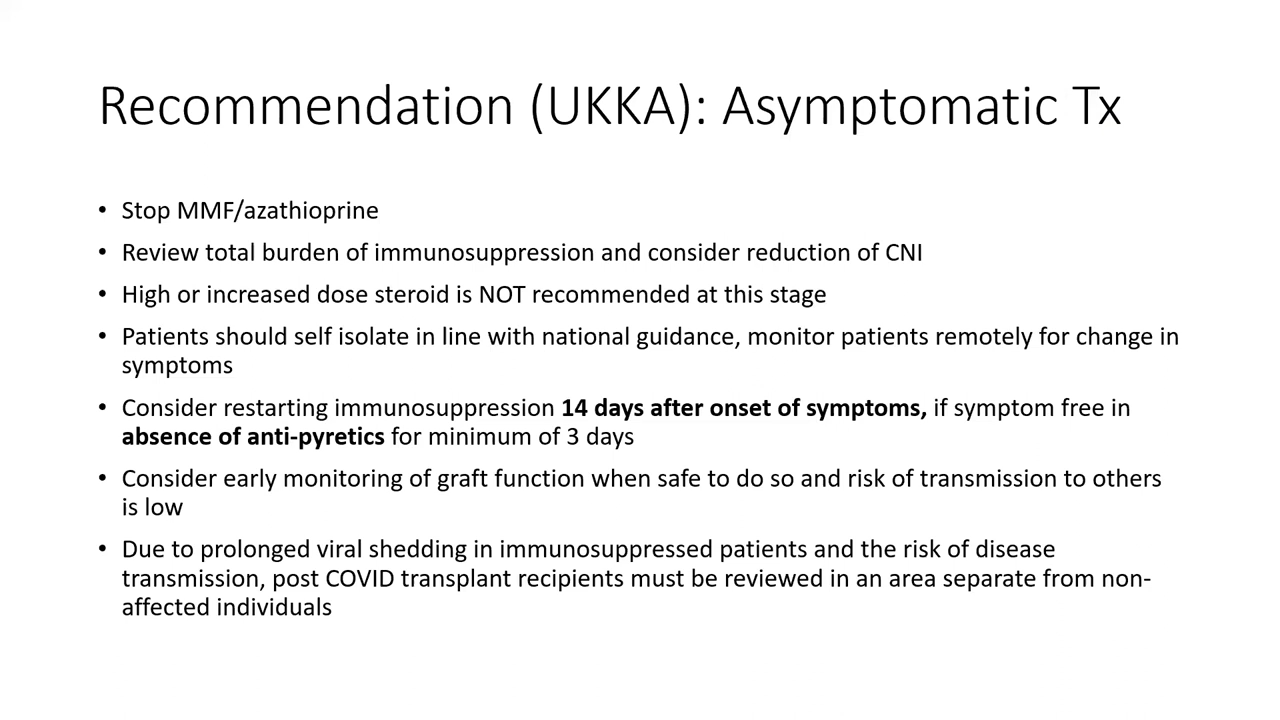 Recommendation (UKKA): Asymptomatic Tx
• Stop MMF/azathioprine
• Review total burden of immunosuppression and consider reduction of CNI
• High or increased dose steroid is NOT recommended at this stage
• Patients should self isolate in line with national guidance, monitor patients remotely for change in
symptoms
• Consider restarting immunosuppression 14 days after onset of symptoms, if symptom free in
absence of anti-pyretics for minimum of 3 days
• Consider early monitoring of graft function when safe to do so and risk of transmission to others
is low
• Due to prolonged viral shedding in immunosuppressed patients and the risk of disease
transmission, post COVID transplant recipients must be reviewed in an area separate from non-
affected individuals